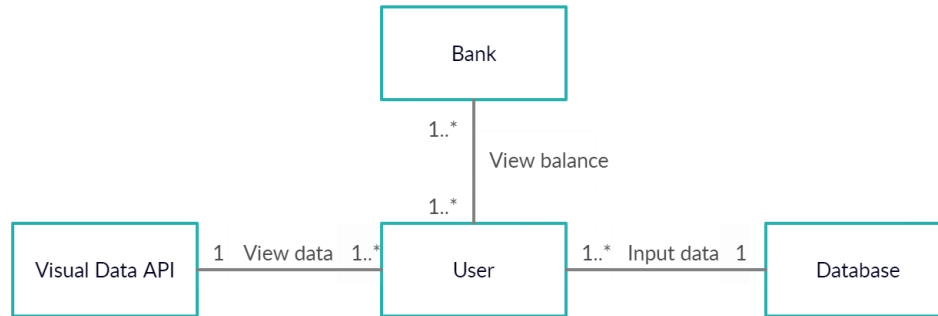 Bank
1..*
View balance
1..*
Visual Data API
1 View data 1..*
User
1..* Input data 1
Database